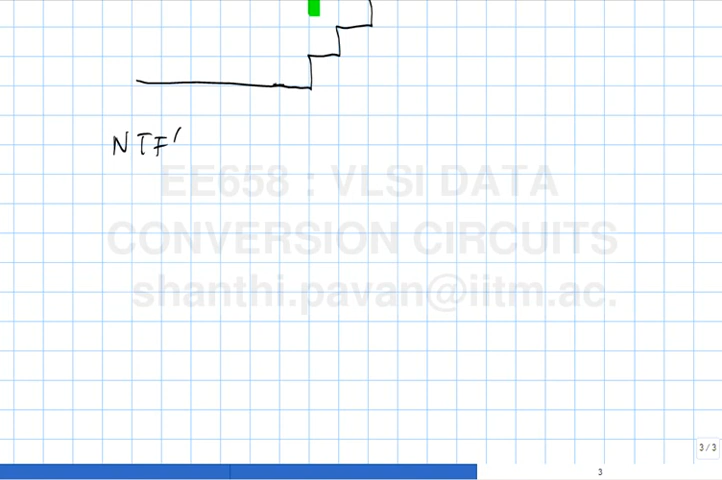 NTF'
EE658 : VLSI DATA
CONVERSION CIRCUITS
shanthi.pavan@iitm.ac.
3/3
3